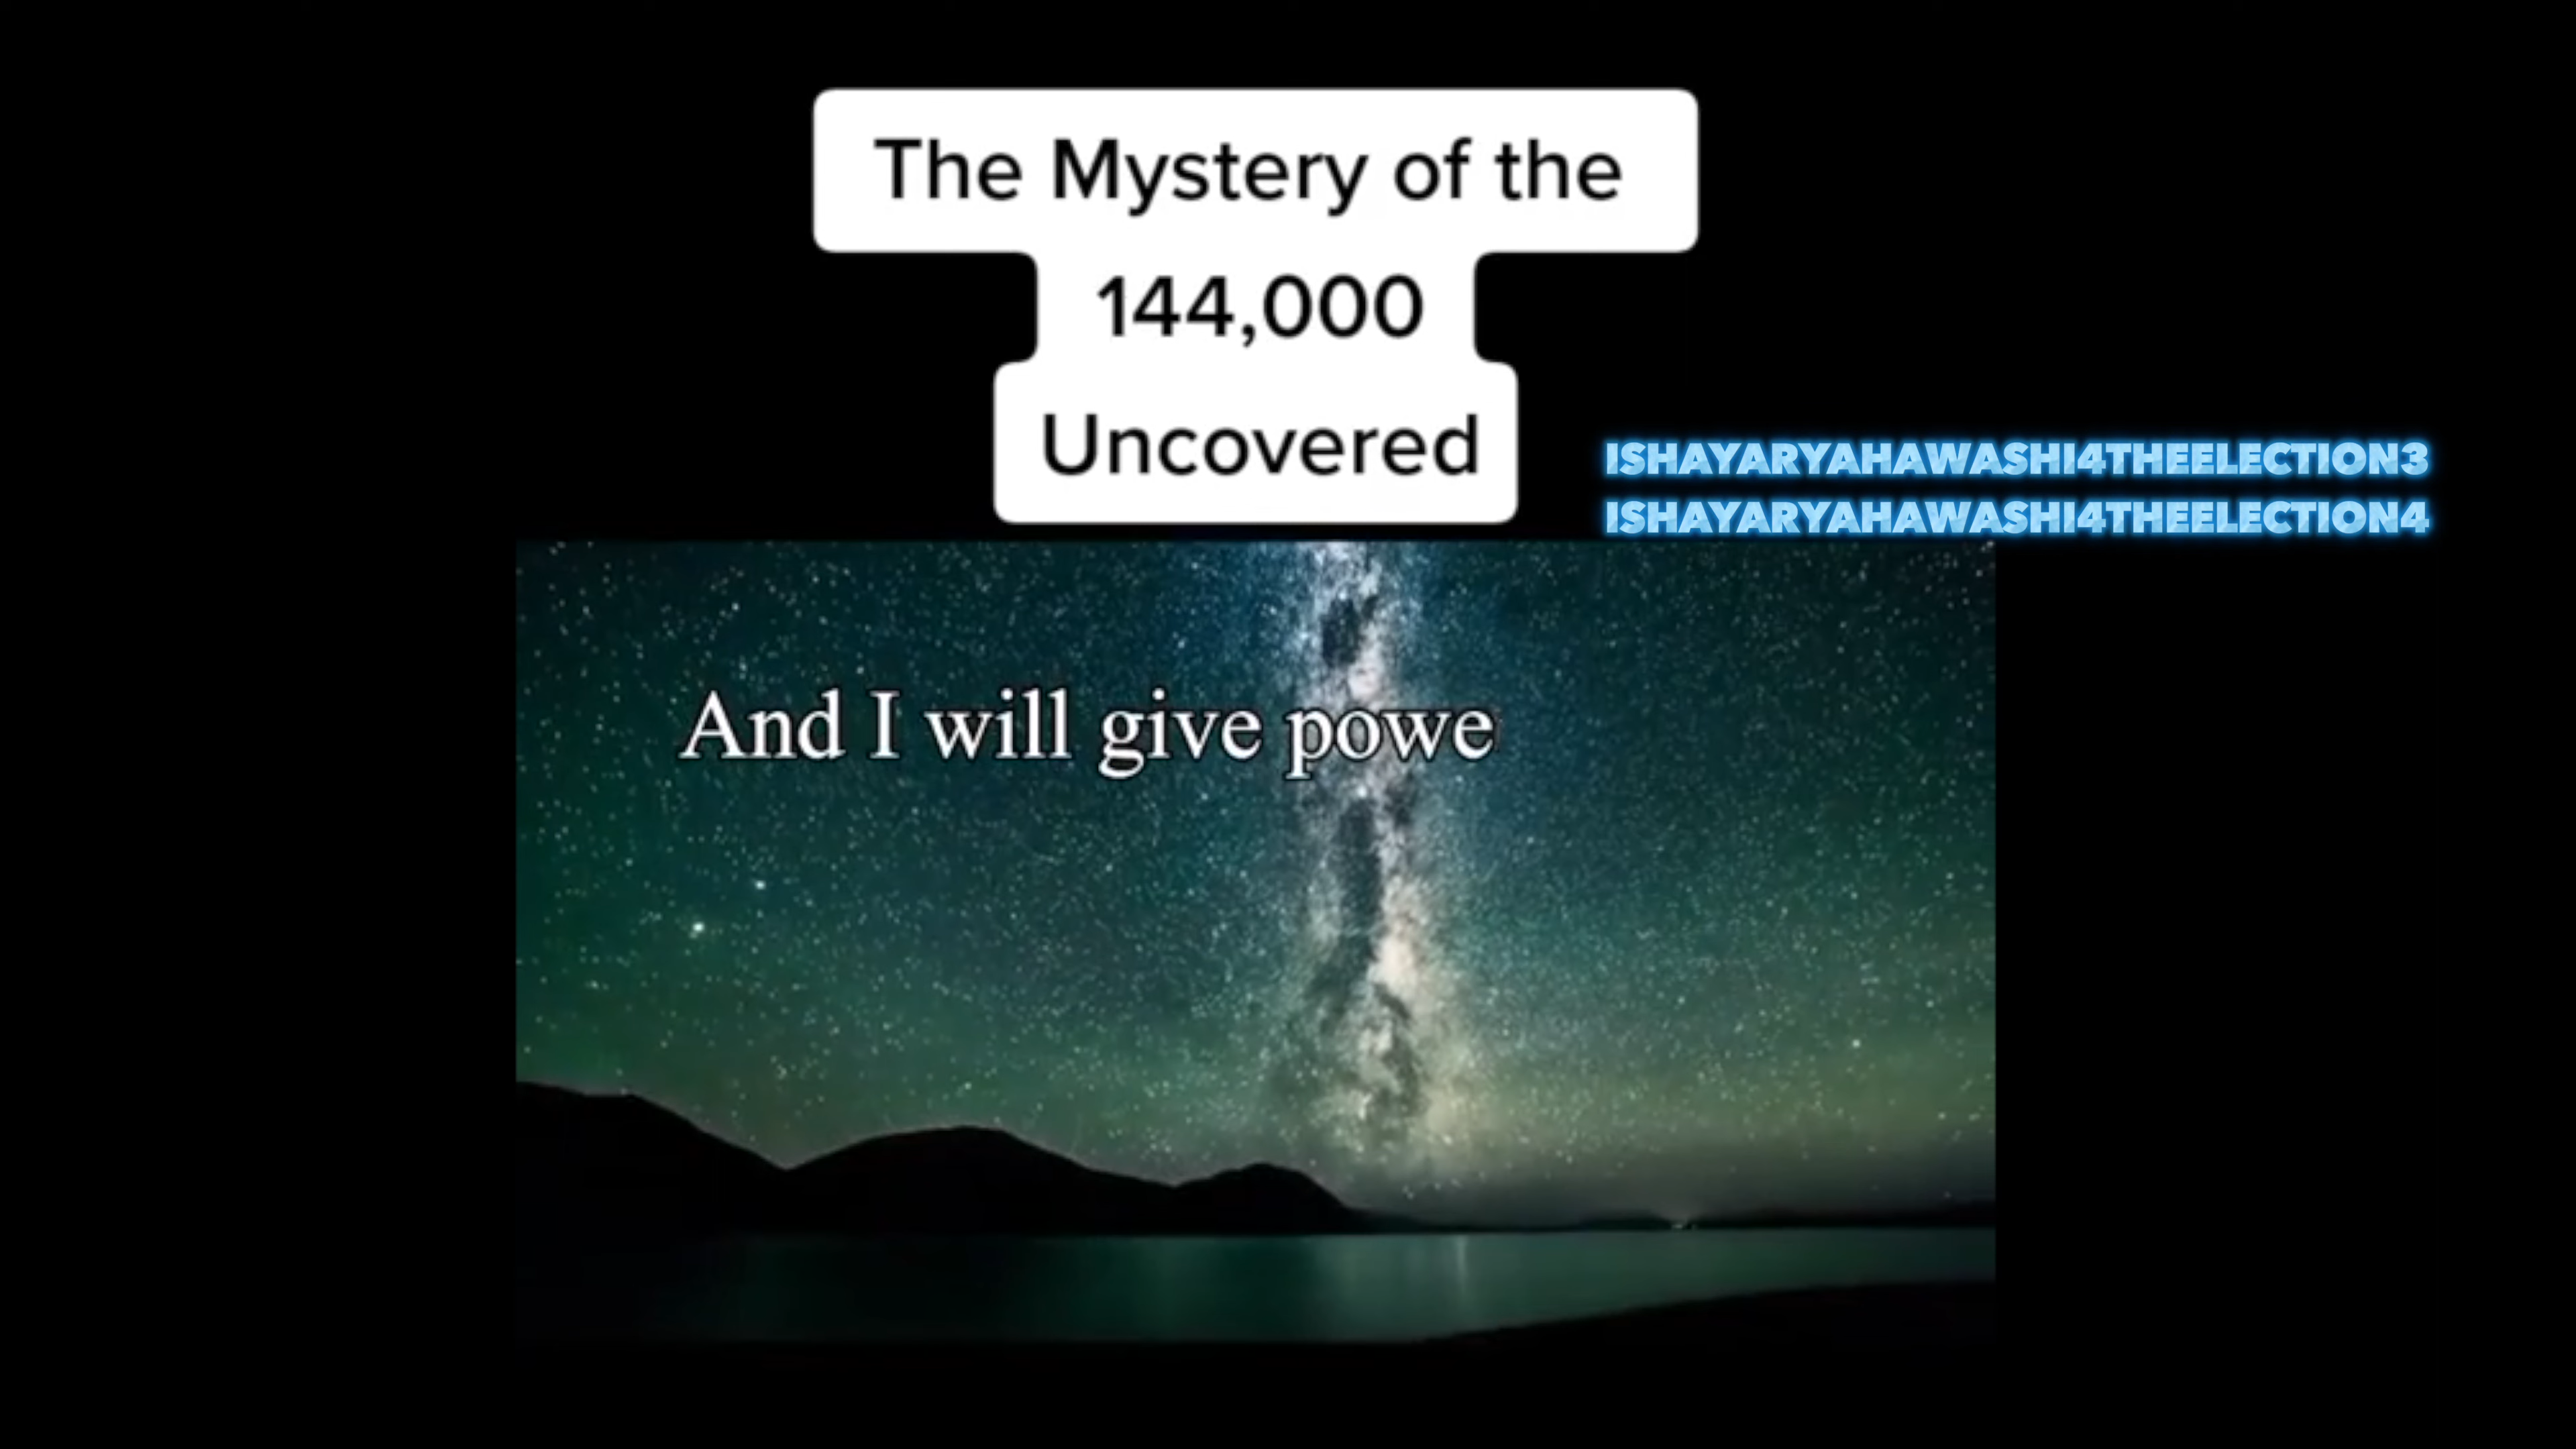 The Mystery of the
144,000
Uncovered
ISHAYARYAHAWASHI4THEELECTION3
ISHAYARYAHAWASHI4THEELECTION4
And I will give powe